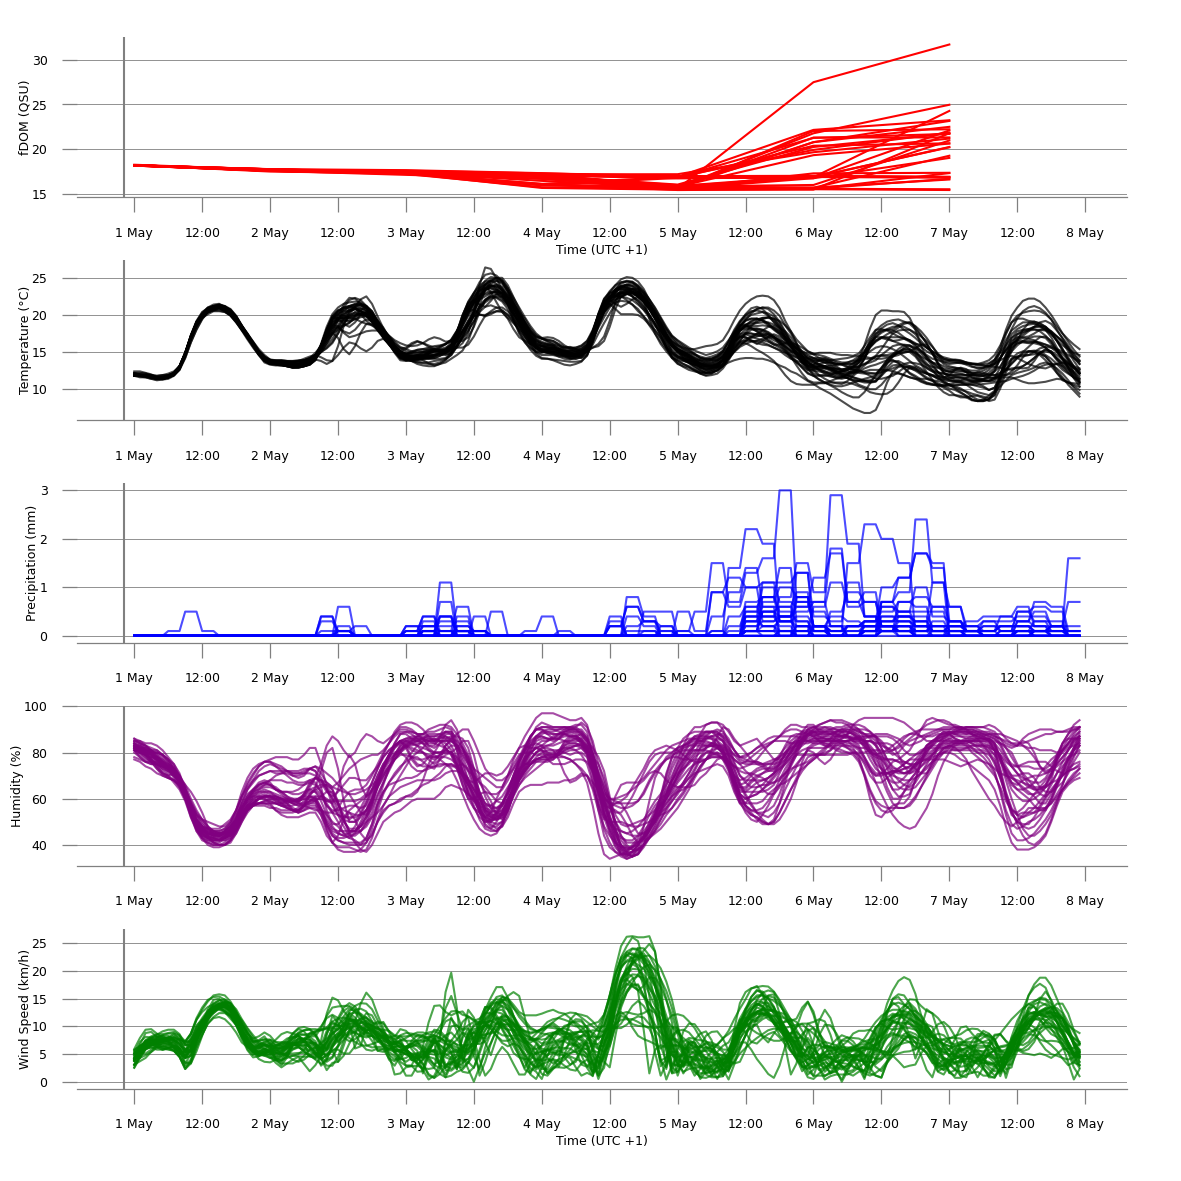 fDOM (QSU)
30
25
20
15
1 May 12:00 2 May 12:00 3 May 12:00 4 May 12:00 5 May 12:00 6 May 12:00 7 May 12:00 8 May
Time (UTC +1)
Temperature (°C)
25
20
15
10
1 May 12:00 2 May 12:00 3 May 12:00 4 May 12:00 5 May 12:00 6 May 12:00 7 May 12:00 8 May
Precipitation (mm)
3
2
1
0
1 May 12:00 2 May 12:00 3 May 12:00 4 May 12:00 5 May 12:00 6 May 12:00 7 May 12:00 8 May
Humidity (%)
100
80
60
40
1 May 12:00 2 May 12:00 3 May 12:00 4 May 12:00 5 May 12:00 6 May 12:00 7 May 12:00 8 May
Wind Speed (km/h)
25
20
15
10
5
0
1 May 12:00 2 May 12:00 3 May 12:00 4 May 12:00 5 May 12:00 6 May 12:00 7 May 12:00 8 May
Time (UTC +1)